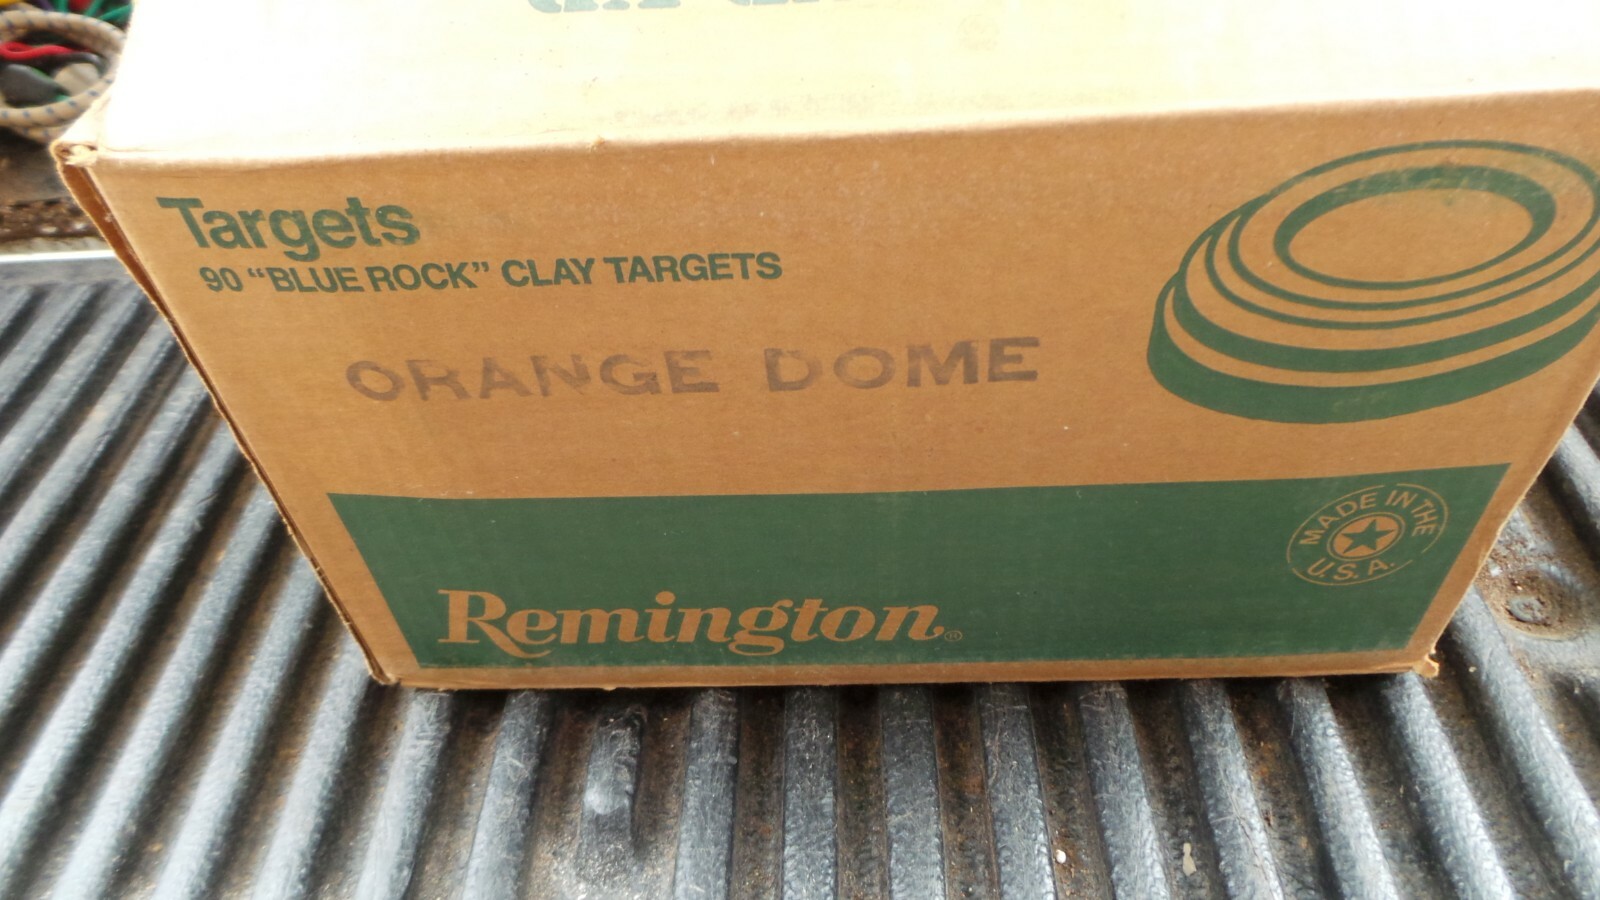 Targets
90 “BLUE ROCK” CLAY TARGETS
ORANGE DOME
Remington®
MADE IN THE
U.S.A.